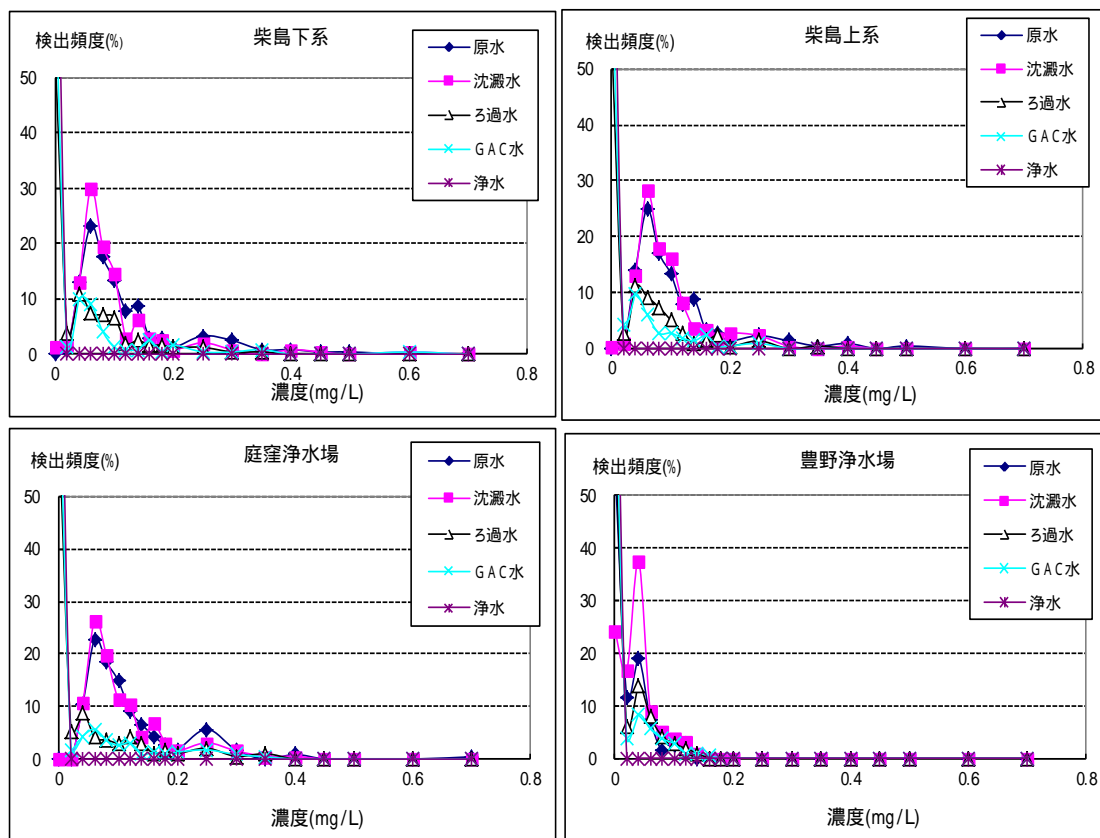 柴島下系
検出頻度(%)
50
40
30
20
10
0
0
0.2
0.4
0.6
0.8
濃度(mg/L)
原水
沈澱水
ろ過水
GAC水
浄水
柴島上系
検出頻度(%)
50
40
30
20
10
0
0
0.2
0.4
0.6
0.8
濃度(mg/L)
原水
沈澱水
ろ過水
GAC水
浄水
庭窪浄水場
検出頻度(%)
50
40
30
20
10
0
0
0.2
0.4
0.6
0.8
濃度(mg/L)
原水
沈澱水
ろ過水
GAC水
浄水
豊野浄水場
検出頻度(%)
50
40
30
20
10
0
0
0.2
0.4
0.6
0.8
濃度(mg/L)
原水
沈澱水
ろ過水
GAC水
浄水